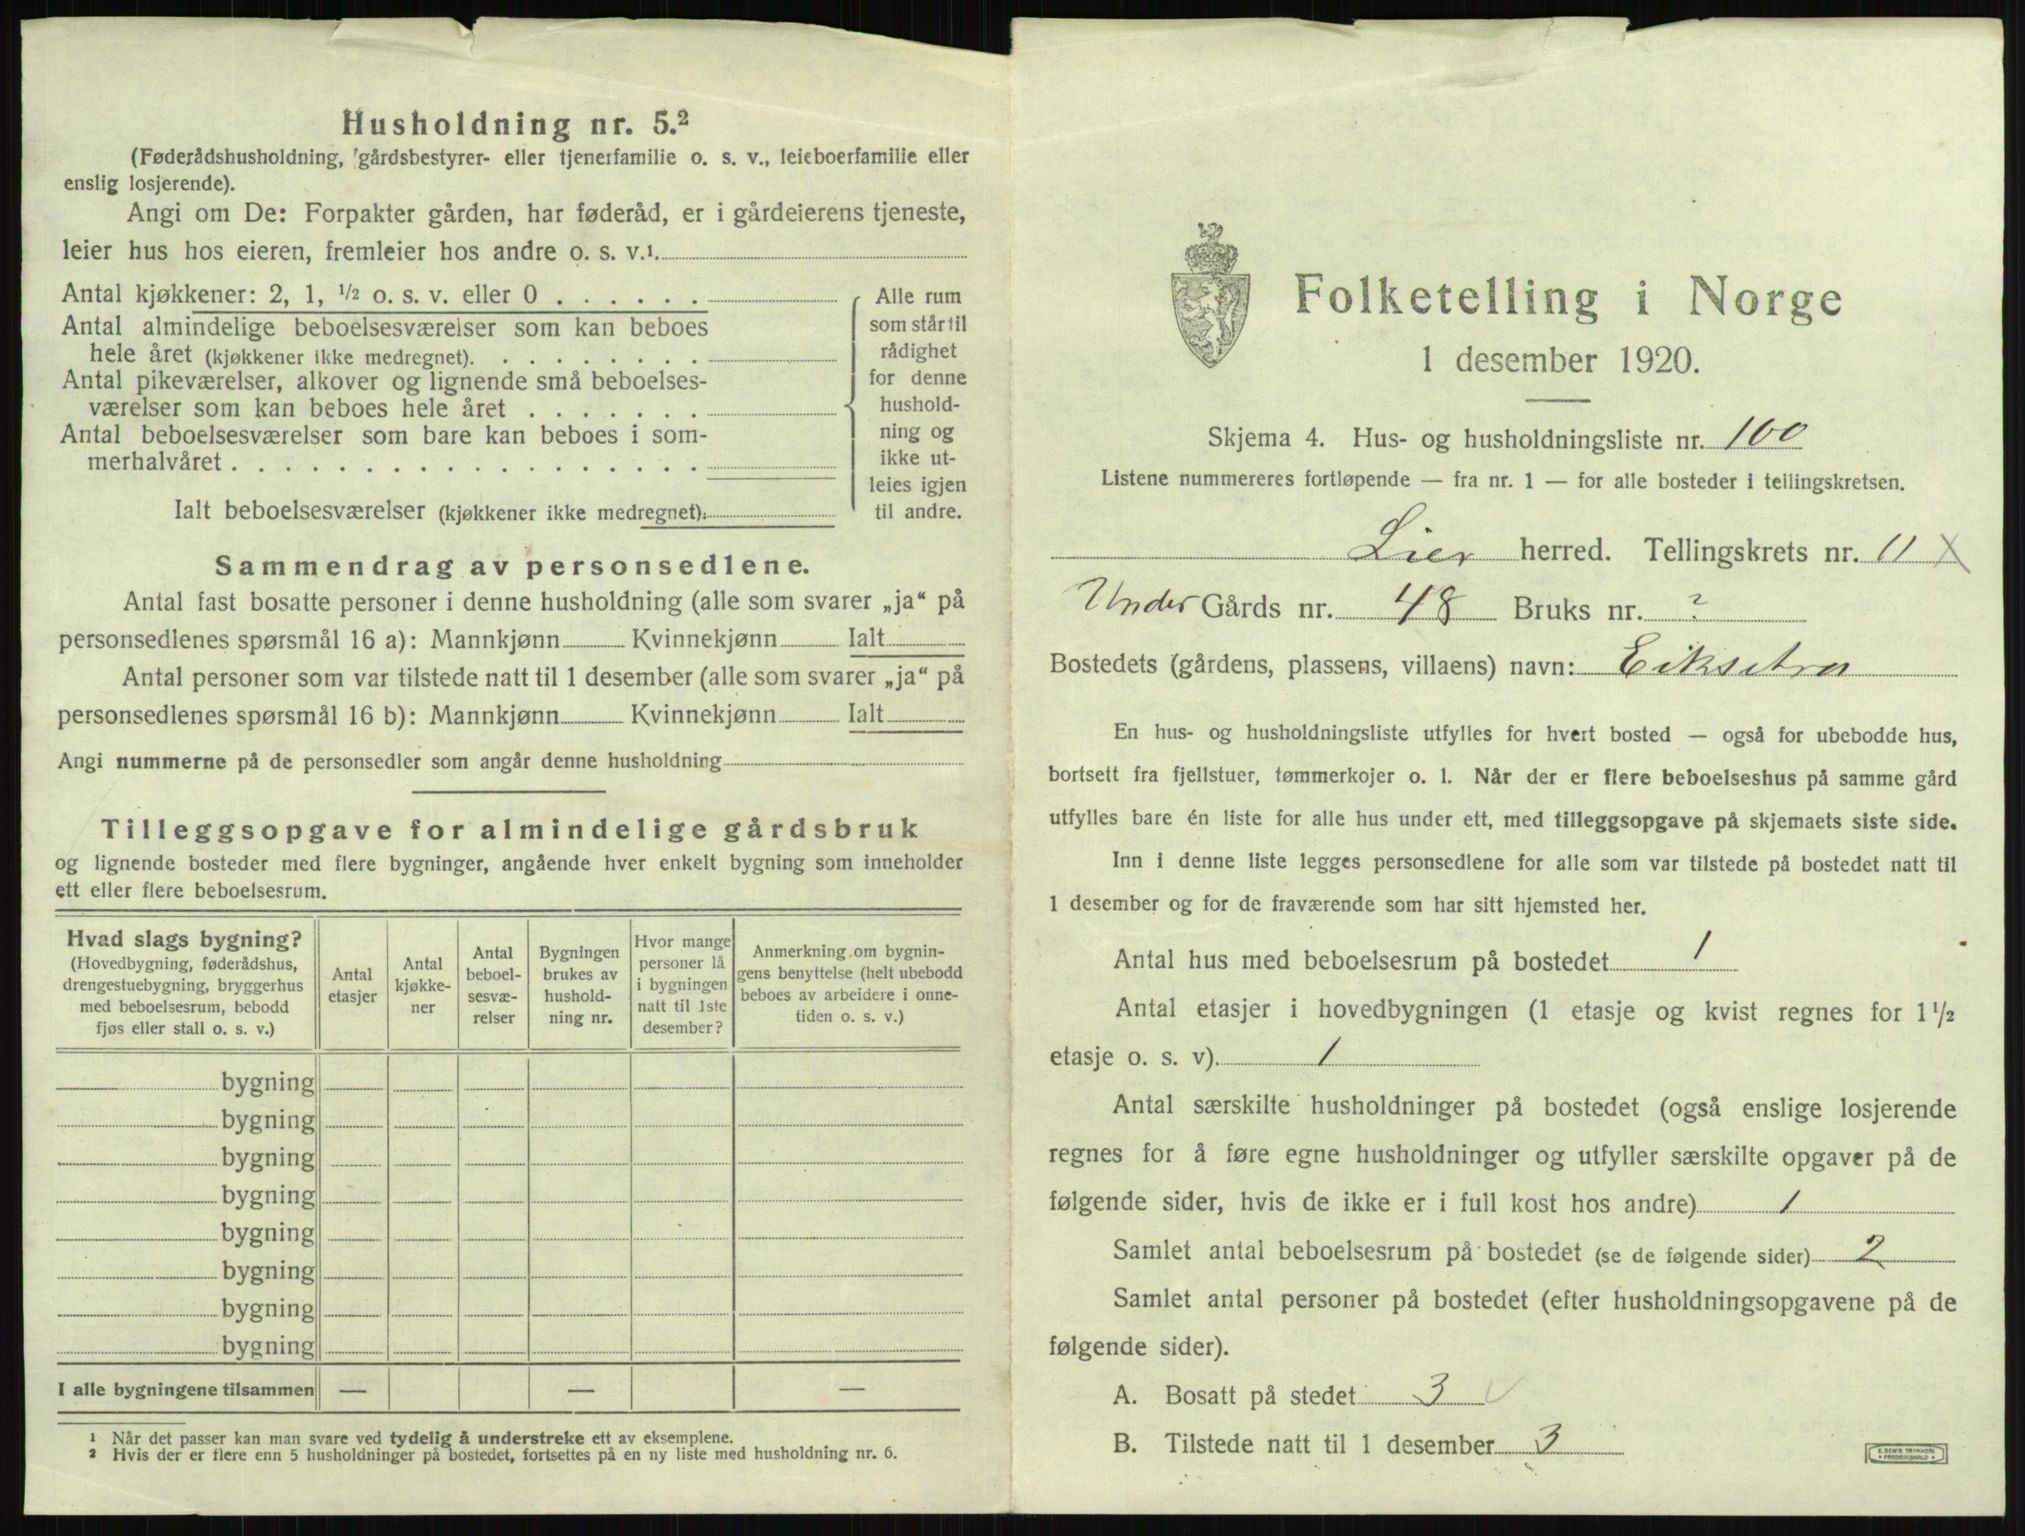 Husholdning nr. 5.²
(Føderådshusholdning, gårdsbestyrer- eller tjenerfamilie o. s. v., leieboerfamilie eller
enslig losjerende).
Angi om De: Forpakter gården, har føderåd, er i gårdeierens tjeneste,
leier hus hos eieren, fremleier hos andre o. s. v.¹
Antal kjøkkener: 2, 1, ½ o. s. v. eller 0 . . . . . .
Antal almindelige beboelsesværelser som kan beboes
hele året (kjøkkener ikke medregnet). . . . . . . . .
Antal pikeværelser, alkover og lignende små beboelses-
værelser som kan beboes hele året . . . . . . .
Antal beboelsesværelser som bare kan beboes i som-
merhalvåret . . . . . . . . . . . . . . . . . .
Ialt beboelsesværelser (kjøkkener ikke medregnet):
Alle rum
som står til
rådighet
for denne
hushold-
ning og
ikke ut-
leies igjen
til andre.
Sammendrag av personsedlene.
Antal fast bosatte personer i denne husholdning (alle som svarer „ja“ på
personsedlenes spørsmål 16 a): Mannkjønn Kvinnekjønn Ialt
Antal personer som var tilstede natt til 1 desember (alle som svarer „ja“ på
personsedlenes spørsmål 16 b): Mannkjønn Kvinnekjønn Ialt
Angi nummerne på de personsedler som angår denne husholdning
Tilleggsopgave for almindelige gårdsbruk
og lignende bosteder med flere bygninger, angående hver enkelt bygning som inneholder
ett eller flere beboelsesrum.
Hvad slags bygning?
(Hovedbygning, føderådshus,
drengestuebygning, bryggerhus
med beboelsesrum, bebodd
fjøs eller stall o. s. v.)
Antal
etasjer
Antal
kjøkke-
ner
Antal
beboel-
sesvæ-
relser
Bygningen
brukes av
hushold-
ning nr.
Hvor mange
personer lå
i bygningen
natt til 1ste
desember?
Anmerkning om bygnin-
gens benyttelse (helt ubebodd
beboes av arbeidere i onne-
tiden o. s. v.)
bygning
bygning
bygning
bygning
bygning
bygning
bygning
bygning
I alle bygningene tilsammen — — —
¹ Når det passer kan man svare ved tydelig å understreke ett av eksemplene.
² Hvis der er flere enn 5 husholdninger på bostedet, fortsettes på en ny liste med husholdning nr. 6.
Folketelling i Norge
1 desember 1920.
Skjema 4. Hus- og husholdningsliste nr. 100
Listene nummereres fortløpende — fra nr. 1 — for alle bosteder i tellingskretsen.
Lier herred. Tellingskrets nr. 11 X
Under Gårds nr. 48 Bruks nr. ?
Bostedets (gårdens, plassens, villaens) navn: Eiksetra
En hus- og husholdningsliste utfylles for hvert bosted — også for ubebodde hus,
bortsett fra fjellstuer, tømmerkojer o. l. Når der er flere beboelseshus på samme gård
utfylles bare én liste for alle hus under ett, med tilleggsopgave på skjemaets siste side.
Inn i denne liste legges personsedlene for alle som var tilstede på bostedet natt til
1 desember og for de fraværende som har sitt hjemsted her.
Antal hus med beboelsesrum på bostedet 1
Antal etasjer i hovedbygningen (1 etasje og kvist regnes for 1½
etasje o. s. v). 1
Antal særskilte husholdninger på bostedet (også enslige losjerende
regnes for å føre egne husholdninger og utfyller særskilte opgaver på de
følgende sider, hvis de ikke er i full kost hos andre) 1
Samlet antal beboelsesrum på bostedet (se de følgende sider) 2
Samlet antal personer på bostedet (efter husholdningsopgavene på de
følgende sider).
A. Bosatt på stedet 3 √
B. Tilstede natt til 1 desember 3
E. SEM'S TRYKKERI
• FREDRIKSHALD •